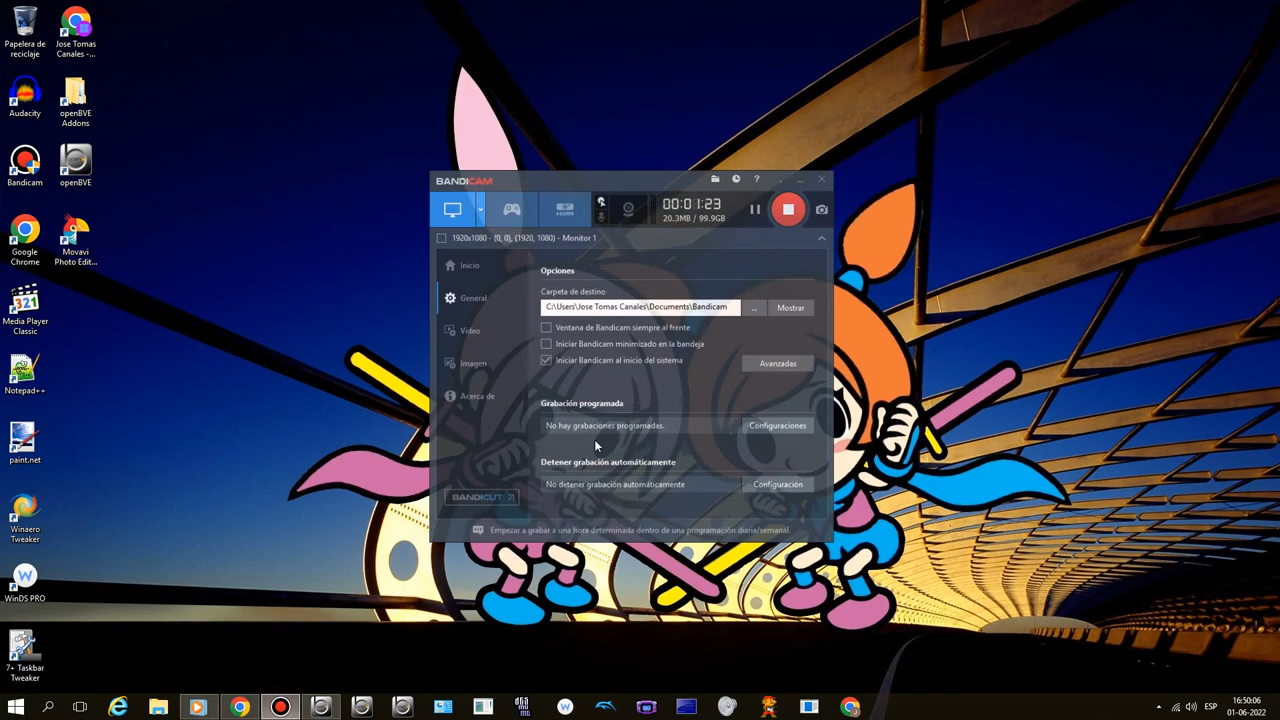 Papelera de
reciclaje
Jose Tomas
Canales -...
Audacity
openBVE
Addons
Bandicam
openBVE
Google
Chrome
Movavi
Photo Edit...
Media Player
Classic
Notepad++
paint.net
Winaero
Tweaker
WinDS PRO
7+ Taskbar
Tweaker
BANDICAM
HDMI
00:01:23
20.3MB / 99.9GB
1920x1080 - (0, 0), (1920, 1080) - Monitor 1
Inicio
General
Video
Imagen
Acerca de
BANDICUT
Opciones
Carpeta de destino
C:\Users\Jose Tomas Canales\Documents\Bandicam
...
Mostrar
Ventana de Bandicam siempre al frente
Iniciar Bandicam minimizado en la bandeja
Iniciar Bandicam al inicio del sistema
Avanzadas
Grabación programada
No hay grabaciones programadas.
Configuraciones
Detener grabación automáticamente
No detener grabación automáticamente
Configuración
Empezar a grabar a una hora determinada dentro de una programación diaria/semanal.
ESP
16:50:06
01-06-2022